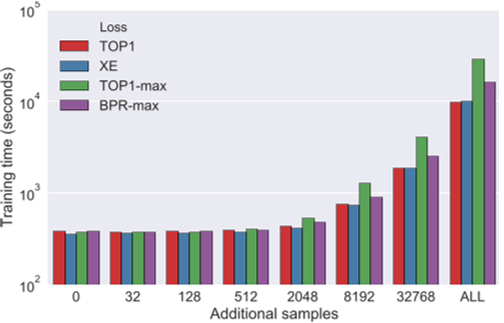 10^5
Loss
TOP1
XE
TOP1-max
BPR-max
10^4
10^3
10^2
Training time (seconds)
0 32 128 512 2048 8192 32768 ALL
Additional samples